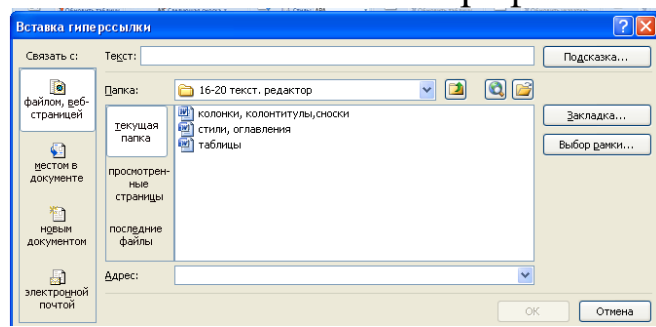 Вставка гиперссылки
Связать с:
Текст:
Подсказка...
файлом, веб-
страницей
Папка:
16-20 текст. редактор
текущая
папка
колонки, колонтитулы,сноски
стили, оглавления
таблицы
Закладка...
Выбор рамки...
местом в
документе
просмотрен-
ные
страницы
новым
документом
последние
файлы
электронной
почтой
Адрес:
ОК
Отмена